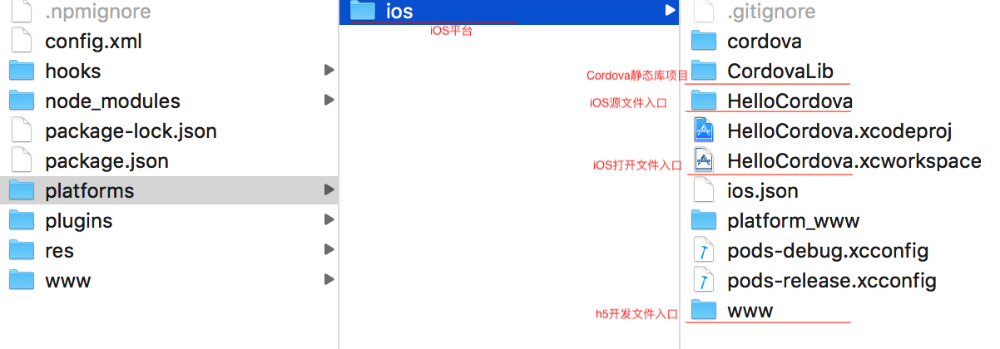 .npmignore
config.xml
hooks
node_modules
package-lock.json
package.json
platforms
plugins
res
www
ios
iOS平台
.gitignore
cordova
Cordova静态库项目
CordovaLib
iOS源文件入口
HelloCordova
HelloCordova.xcodeproj
iOS打开文件入口
HelloCordova.xcworkspace
ios.json
platform_www
pods-debug.xcconfig
pods-release.xcconfig
h5开发文件入口
www